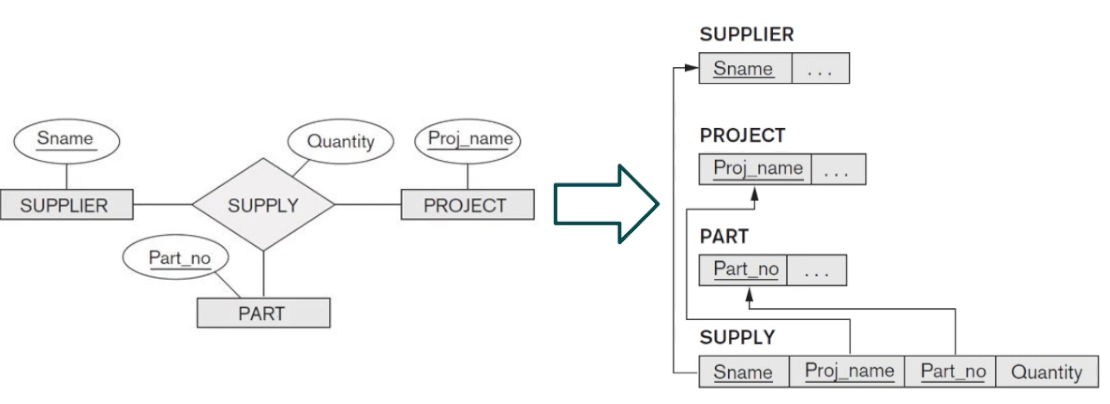 Sname
Quantity
Proj_name
SUPPLIER
SUPPLY
PROJECT
Part_no
PART
SUPPLIER
Sname ...
PROJECT
Proj_name ...
PART
Part_no ...
SUPPLY
Sname Proj_name Part_no Quantity